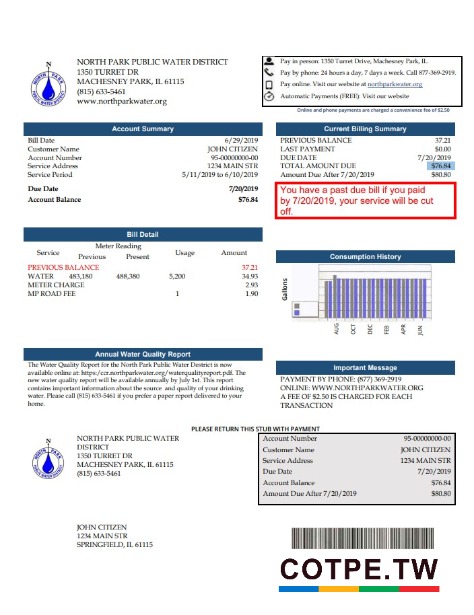 NORTH PARK PUBLIC WATER DISTRICT
1350 TURRET DR
MACHESNEY PARK, IL 61115
(815) 633-5461
www.northparkwater.org
N
NORTH PARK
PUBLIC WATER
Pay in person: 1350 Turret Drive, Machesney Park, IL.
Pay by phone: 24 hours a day, 7 days a week. Call 877-369-2919.
Pay online: Visit our website at northparkwater.org
Automatic Payments (FREE): Visit our website
Online and phone payments are charged a convenience fee of $2.50
Account Summary
Bill Date 6/29/2019
Customer Name JOHN CITIZEN
Account Number 95-00000000-00
Service Address 1234 MAIN STR
Service Period 5/11/2019 to 6/10/2019
Due Date 7/20/2019
Account Balance $76.84
Current Billing Summary
PREVIOUS BALANCE 37.21
LAST PAYMENT $0.00
DUE DATE 7/20/2019
TOTAL AMOUNT DUE $76.84
Amount Due After 7/20/2019 $80.80
You have a past due bill if you paid
by 7/20/2019, your service will be cut
off.
Bill Detail
Meter Reading
Service Previous Present Usage Amount
PREVIOUS BALANCE 37.21
WATER 483,180 488,380 5,200 34.93
METER CHARGE 2.93
MP ROAD FEE 1 1.90
Consumption History
Gallons
AUG OCT DEC FEB APR JUN
Annual Water Quality Report
The Water Quality Report for the North Park Public Water District is now
available online at: https://ccr.northparkwater.org/waterqualityreport.pdf. The
new water quality report will be available annually by July 1st. This report
contains important information about the source and quality of your drinking
water. Please call (815) 633-5461 if you prefer a paper report delivered to your
home.
Important Message
PAYMENT BY PHONE: (877) 369-2919
ONLINE: WWW.NORTHPARKWATER.ORG
A FEE OF $2.50 IS CHARGED FOR EACH
TRANSACTION
PLEASE RETURN THIS STUB WITH PAYMENT
N
NORTH PARK
PUBLIC WATER
NORTH PARK PUBLIC WATER
DISTRICT
1350 TURRET DR
MACHESNEY PARK, IL 61115
(815) 633-5461
Account Number 95-0000000-00
Customer Name JOHN CITIZEN
Service Address 1234 MAIN STR
Due Date 7/20/2019
Account Balance $76.84
Amount Due After 7/20/2019 $80.80
JOHN CITIZEN
1234 MAIN STR
SPRINGFIELD, IL 61115
COTPE.TW